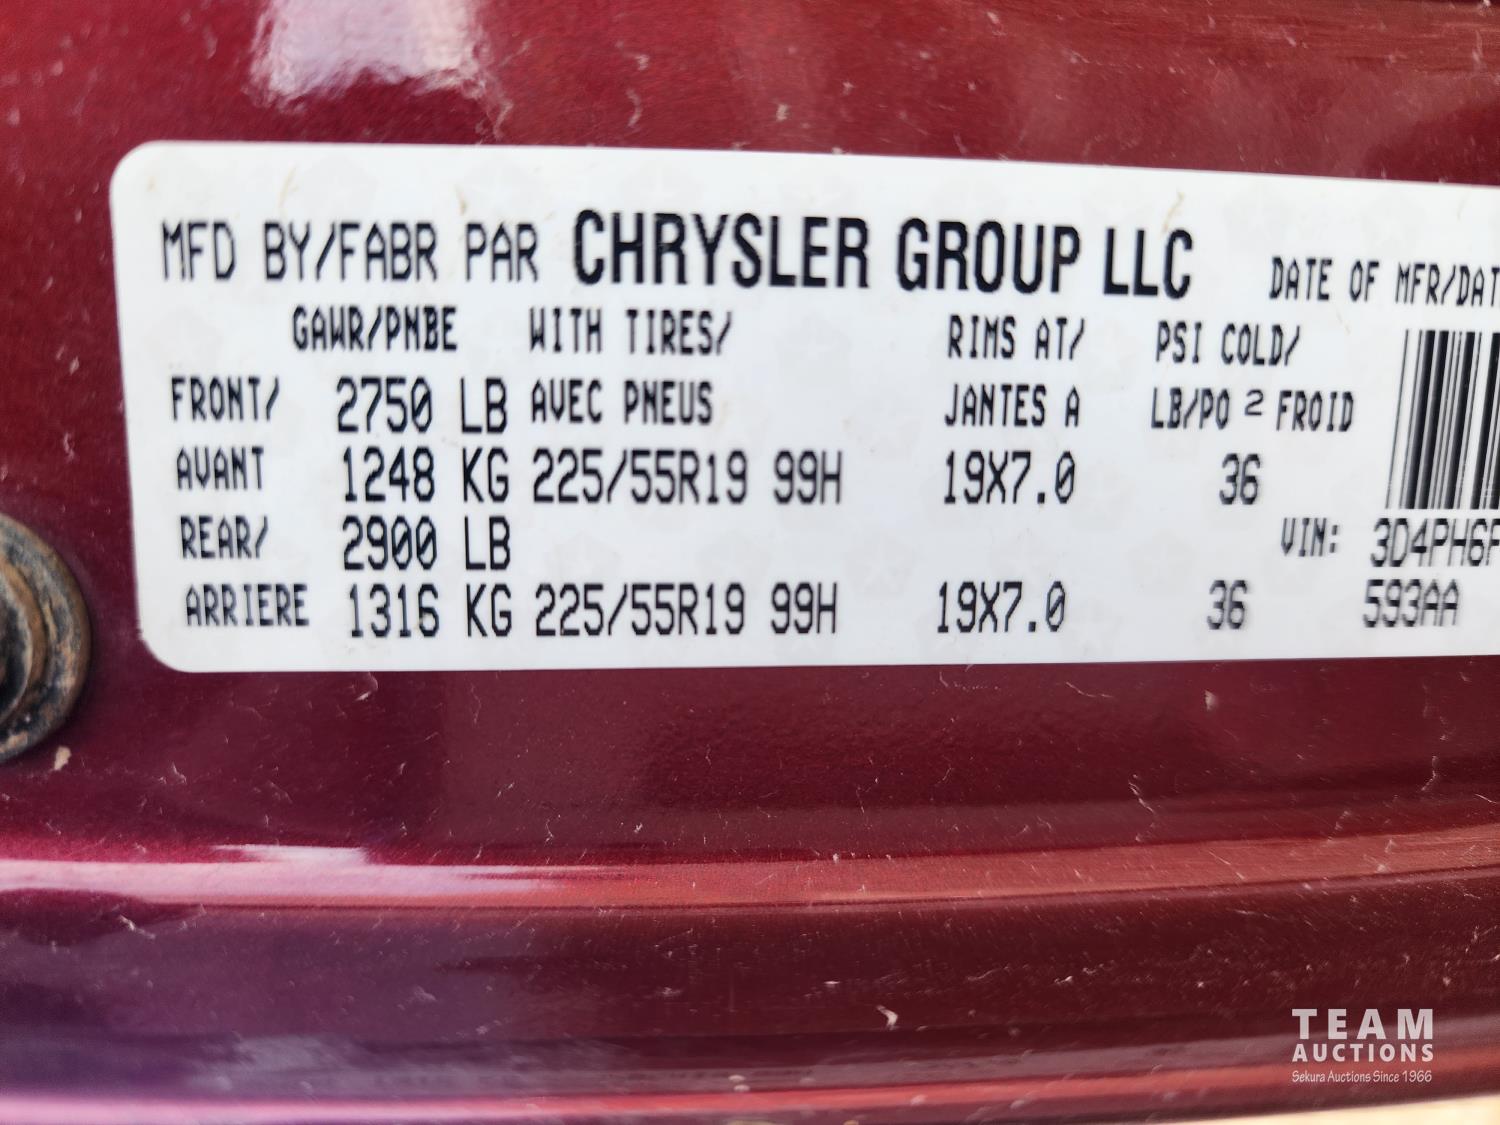 MFD BY/FABR PAR CHRYSLER GROUP LLC DATE OF MFR/DAT
GAWR/PNBE WITH TIRES/ RIMS AT/ PSI COLD/
FRONT/ 2750 LB AVEC PNEUS JANTES A LB/PO 2 FROID
AVANT 1248 KG 225/55R19 99H 19X7.0 36
REAR/ 2900 LB VIN: 3D4PH6F
ARRIERE 1316 KG 225/55R19 99H 19X7.0 36 593AA
TEAM
AUCTIONS
Sekura Auctions Since 1966